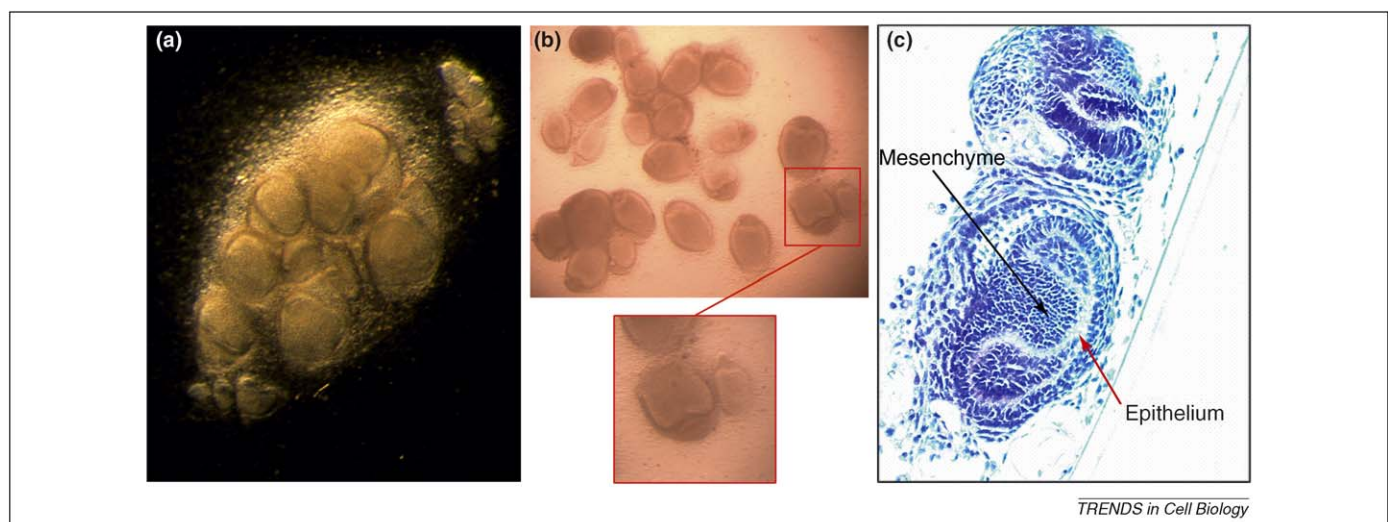 (a)
(b)
(c)
Mesenchyme
Epithelium
TRENDS in Cell Biology